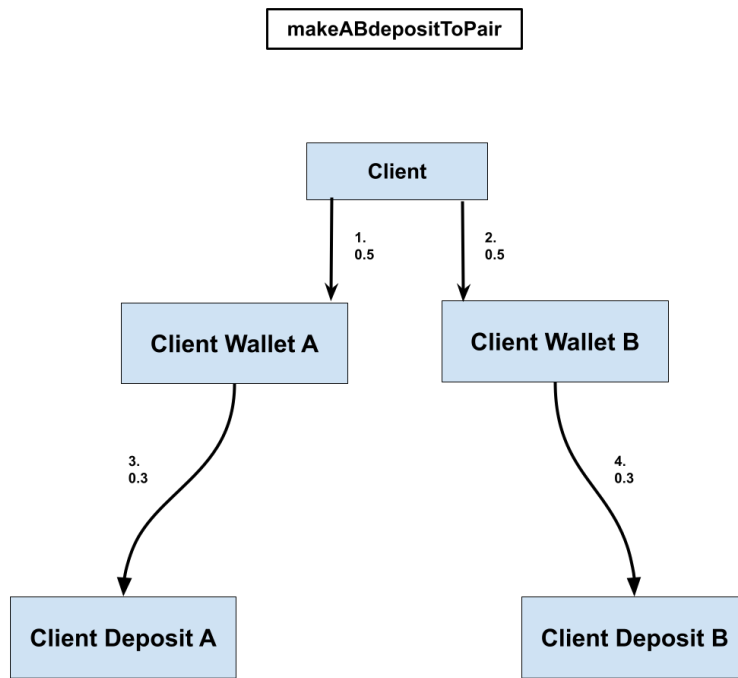 makeABdepositToPair
Client
1.
0.5
2.
0.5
Client Wallet A
Client Wallet B
3.
0.3
4.
0.3
Client Deposit A
Client Deposit B